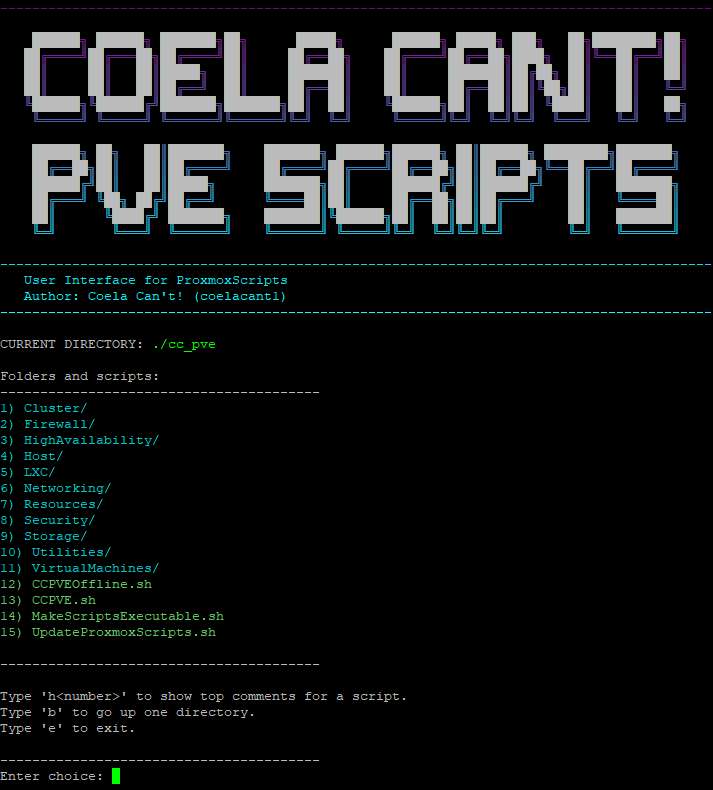 COELA CAN'T!
PVE SCRIPTS
--------------------------------------------------------------------------------
User Interface for ProxmoxScripts
Author: Coela Can't! (coelacant1)
--------------------------------------------------------------------------------
CURRENT DIRECTORY: ./cc_pve
Folders and scripts:
----------------------------------------
1) Cluster/
2) Firewall/
3) HighAvailability/
4) Host/
5) LXC/
6) Networking/
7) Resources/
8) Security/
9) Storage/
10) Utilities/
11) VirtualMachines/
12) CCPVEOffline.sh
13) CCPVE.sh
14) MakeScriptsExecutable.sh
15) UpdateProxmoxScripts.sh
----------------------------------------
Type 'h<number>' to show top comments for a script.
Type 'b' to go up one directory.
Type 'e' to exit.
----------------------------------------
Enter choice: